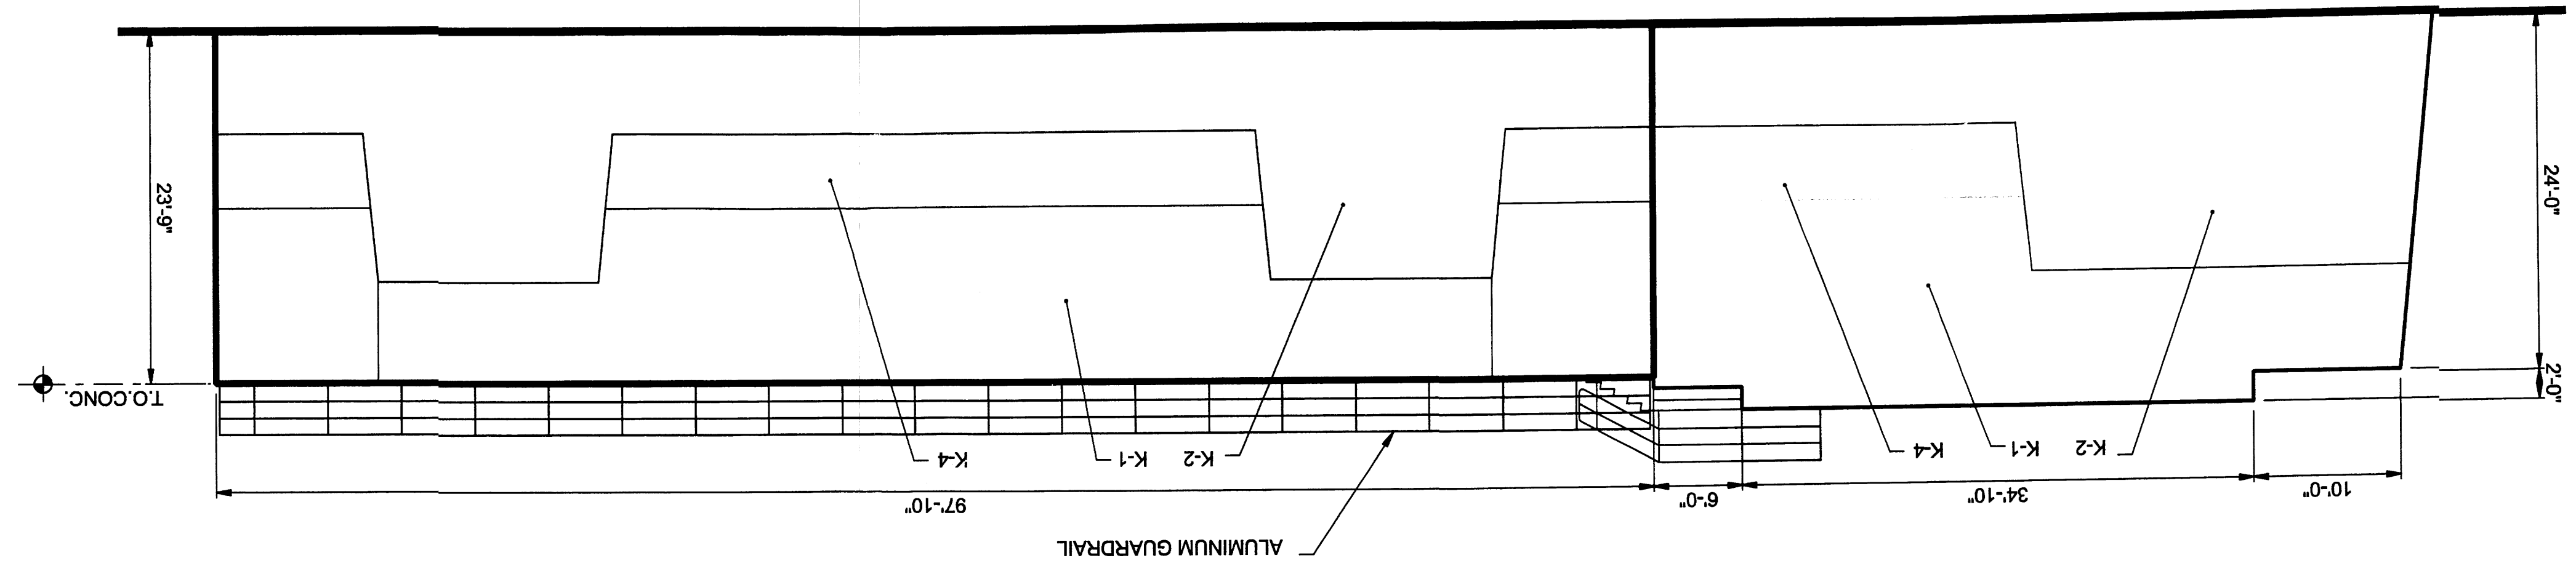 ALUMINUM GUARDRAIL
10'-0"
34'-10"
6'-0"
97'-10"
K-2
K-1
K-4
K-2
K-1
K-4
2'-0"
T.O.CONC.
24'-0"
23'-9"